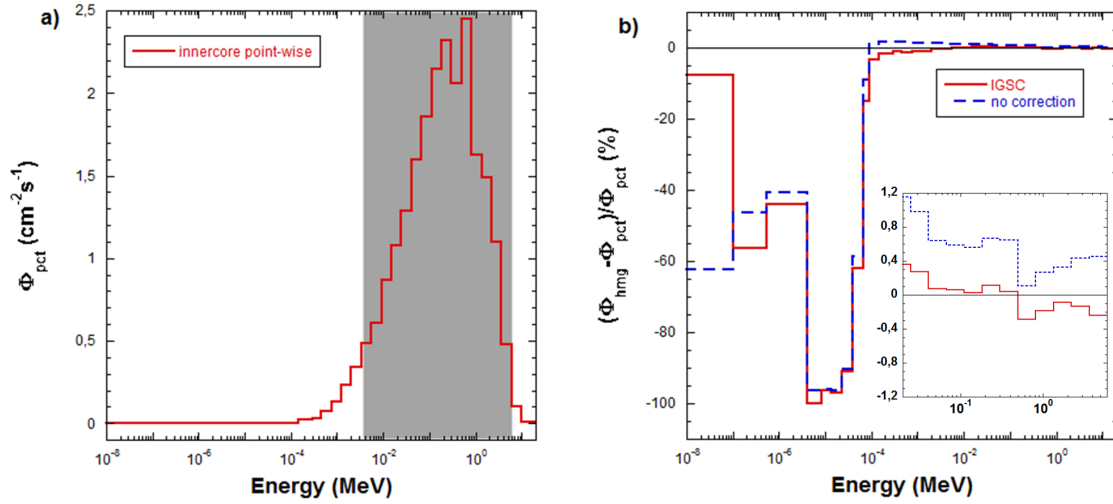 a)
innercore point-wise
Φpct (cm⁻²s⁻¹)
2,5
2
1,5
1
0,5
0
10⁻⁸ 10⁻⁶ 10⁻⁴ 10⁻² 10⁰
Energy (MeV)
b)
IGSC
no correction
(Φhmg -Φpct)/Φpct (%)
0
-20
-40
-60
-80
-100
10⁻⁸ 10⁻⁶ 10⁻⁴ 10⁻² 10⁰
Energy (MeV)
1,2
0,8
0,4
0
-0,4
0,8
-1,2
10⁻¹ 10⁰